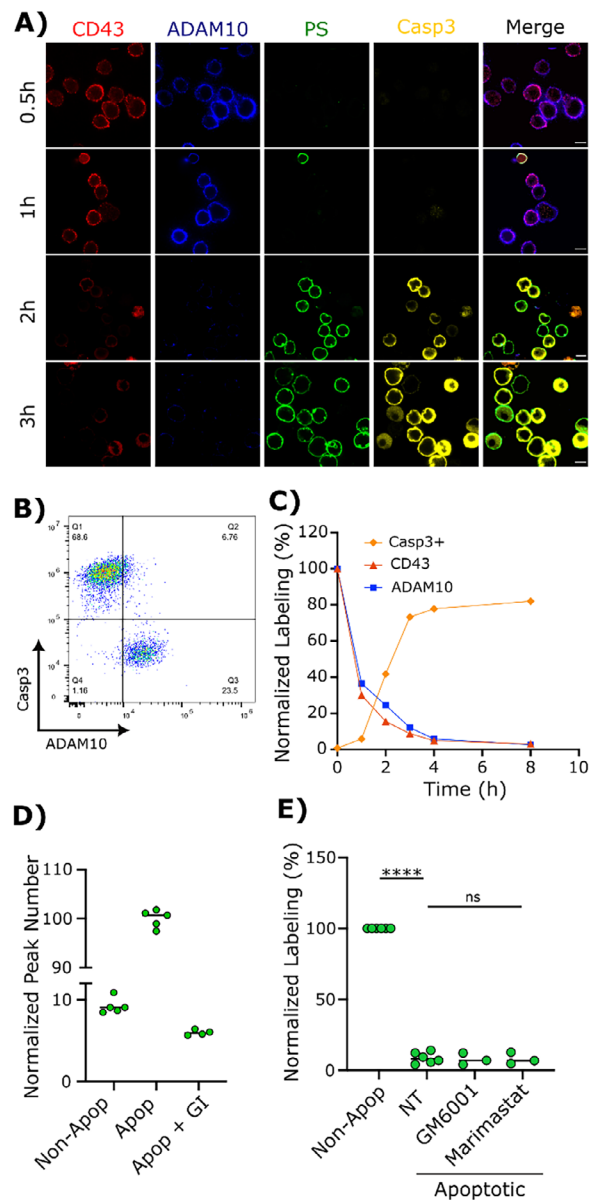 A)
CD43 ADAM10 PS Casp3 Merge
0.5h
1h
2h
3h
B)
Q1
68.6
Q2
6.76
10^7
10^6
10^5
10^4
0
Q4
1.16
Q3
23.5
0 10^4 10^5 10^6
Casp3
ADAM10
C)
Normalized Labeling (%)
120
100
80
60
40
20
0
Casp3+
CD43
ADAM10
0 2 4 6 8 10
Time (h)
D)
Normalized Peak Number
110
100
90
10
0
Non-Apop
Apop
Apop + GI
E)
Normalized Labeling (%)
150
100
50
0
****
ns
Non-Apop
NT
GM6001
Marimastat
Apoptotic